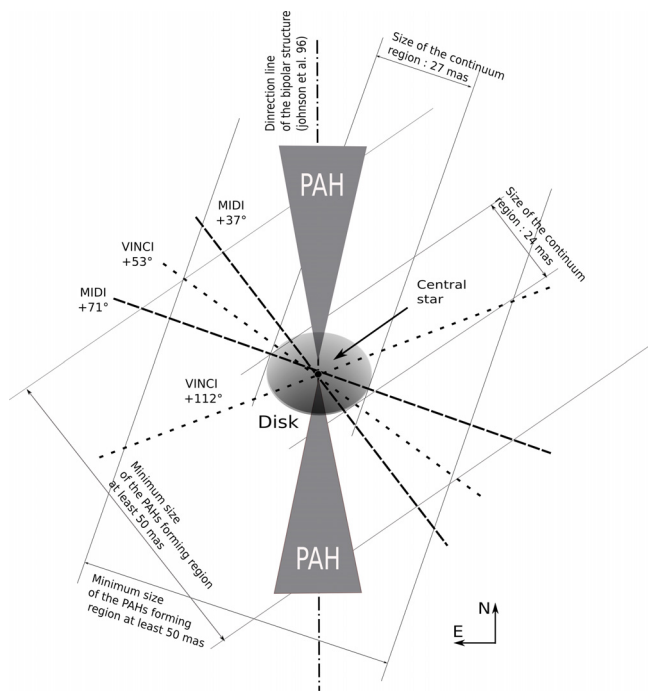 Dinrection line
of the bipolar structure
(johnson et al. 96)
Size of the continuum
region : 27 mas
PAH
MIDI
+37°
VINCI
+53°
MIDI
+71°
Size of the continuum
region : 24 mas
Central
star
VINCI
+112°
Disk
Minimum size
of the PAHs forming region
at least 50 mas
PAH
Minimum size
of the PAHs forming
region at least 50 mas
N
E